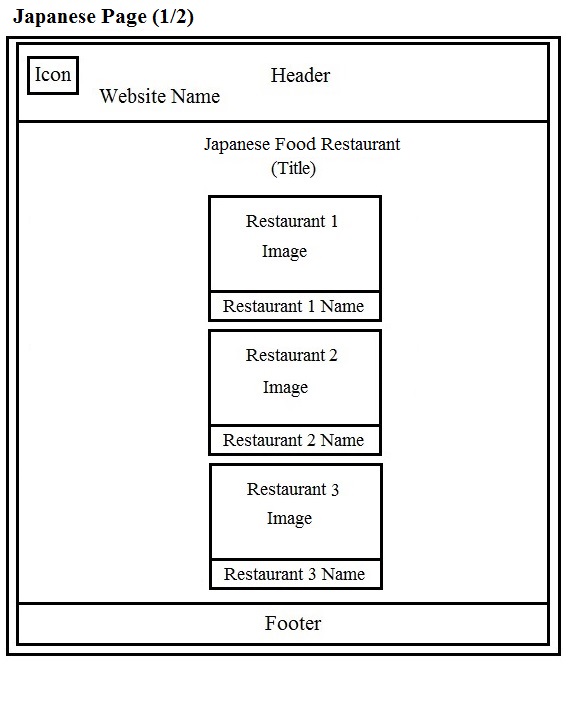 Japanese Page (1/2)
Icon
Header
Website Name
Japanese Food Restaurant
(Title)
Restaurant 1
Image
Restaurant 1 Name
Restaurant 2
Image
Restaurant 2 Name
Restaurant 3
Image
Restaurant 3 Name
Footer